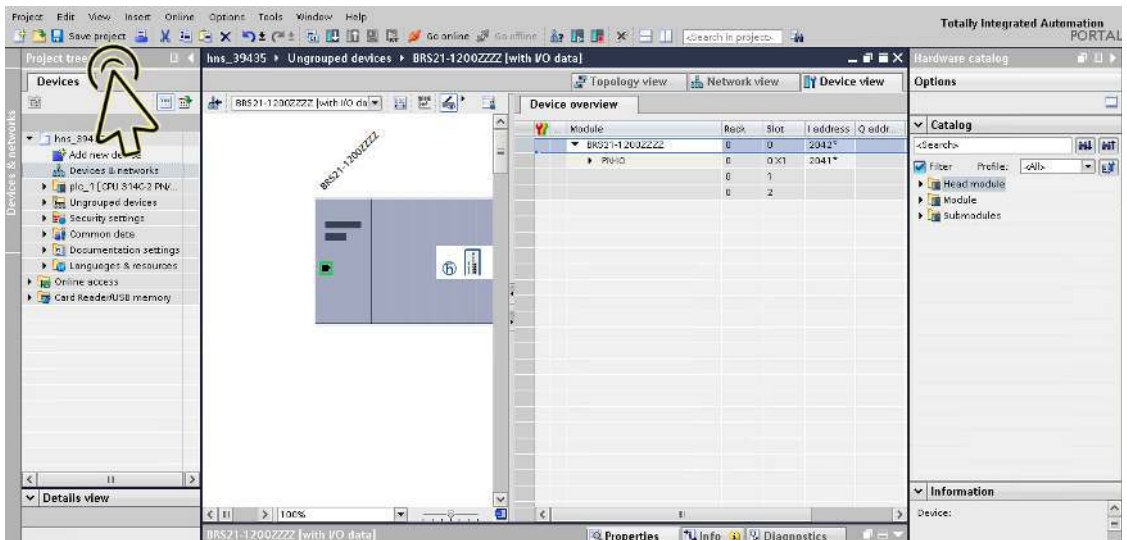 Project Edit View Insert Online Options Tools Window Help
Totally Integrated Automation
PORTAL
Save project
Go online
Go offline
<Search in project>
Project tree
hns_39435 ▸ Ungrouped devices ▸ BRS21-1200ZZZZ [with I/O data]
Hardware catalog
Devices
Topology view
Network view
Device view
Options
BRS21-1200ZZZZ [with I/O da
Device overview
Devices & networks
Module Rack Slot I address Q addr
Catalog
BRS21-1200ZZZZ 0 0 2042*
<Search>
Add new
Devices & networks
PN-IO 0 0 X1 2041*
Filter Profile: <All>
plc_1 [CPU 314C-2 PN/...
0 1
Head module
Ungrouped devices
0 2
Module
Security settings
Submodules
Common data
Documentation settings
Languages & resources
Online access
Card Reader/USB memory
BRS21-1200ZZZZ
Details view
100%
Information
Device:
BRS21-1200ZZZZ [with I/O data]
Properties
Info
Diagnostics